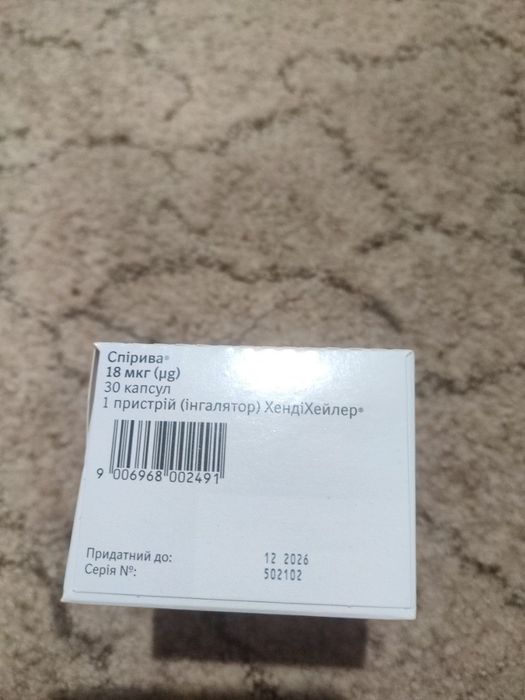 Спірива®
18 мкг (µg)
30 капсул
1 пристрій (інгалятор) ХендіХейлер®
9 006968 002491
Придатний до: 12 2026
Серія №: 502102